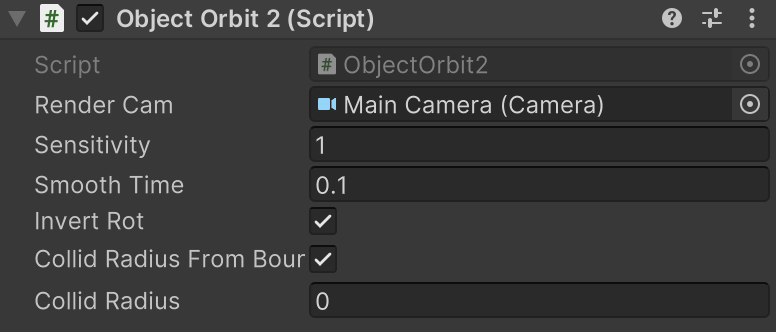 # Object Orbit 2 (Script)
Script # ObjectOrbit2
Render Cam Main Camera (Camera)
Sensitivity 1
Smooth Time 0.1
Invert Rot
Collid Radius From Bour
Collid Radius 0